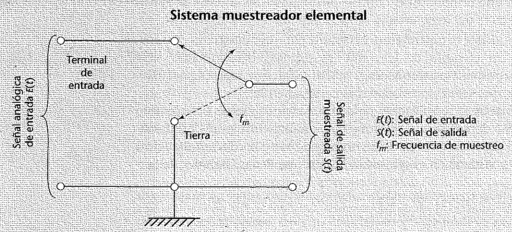 Sistema muestreador elemental
Señal analógica
de entrada E(t)
Terminal
de
entrada
f_m
Tierra
Señal de salida
muestreada S(t)
E(t): Señal de entrada
S(t): Señal de salida
f_m: Frecuencia de muestreo